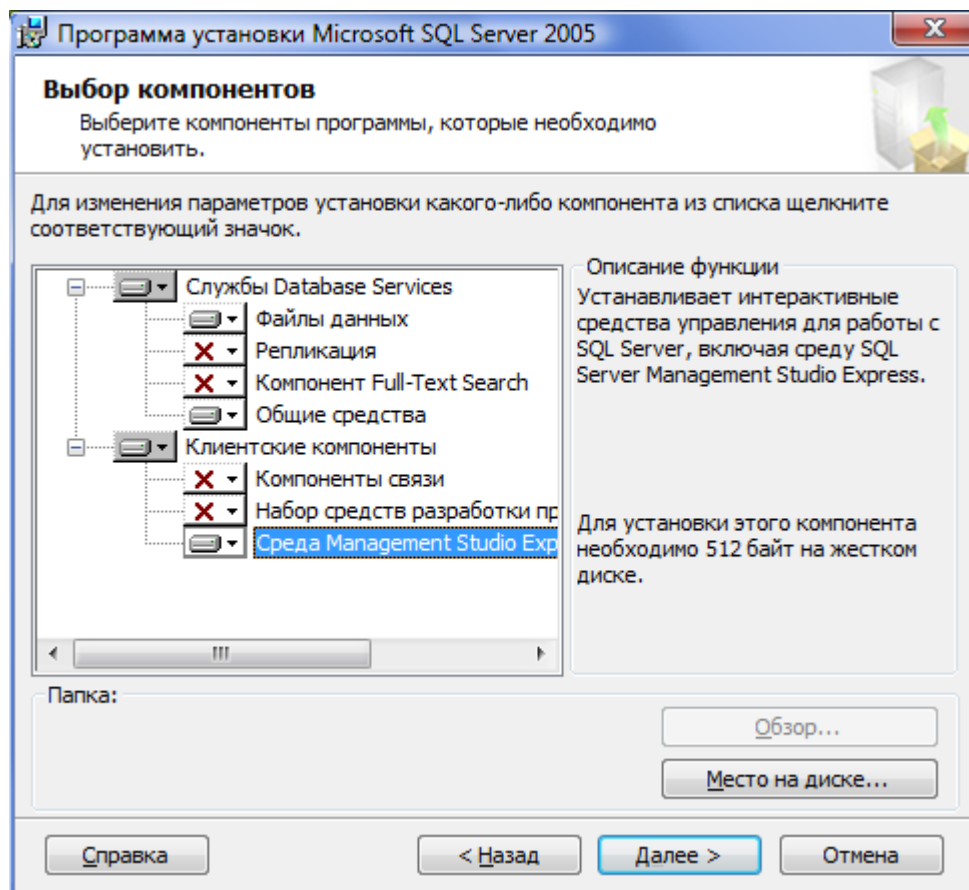 Программа установки Microsoft SQL Server 2005
Выбор компонентов
Выберите компоненты программы, которые необходимо
установить.
Для изменения параметров установки какого-либо компонента из списка щелкните
соответствующий значок.
Службы Database Services
Файлы данных
Репликация
Компонент Full-Text Search
Общие средства
Клиентские компоненты
Компоненты связи
Набор средств разработки пр
Среда Management Studio Exp
Описание функции
Устанавливает интерактивные
средства управления для работы с
SQL Server, включая среду SQL
Server Management Studio Express.
Для установки этого компонента
необходимо 512 байт на жестком
диске.
Папка:
Обзор...
Место на диске...
Справка
< Назад
Далее >
Отмена